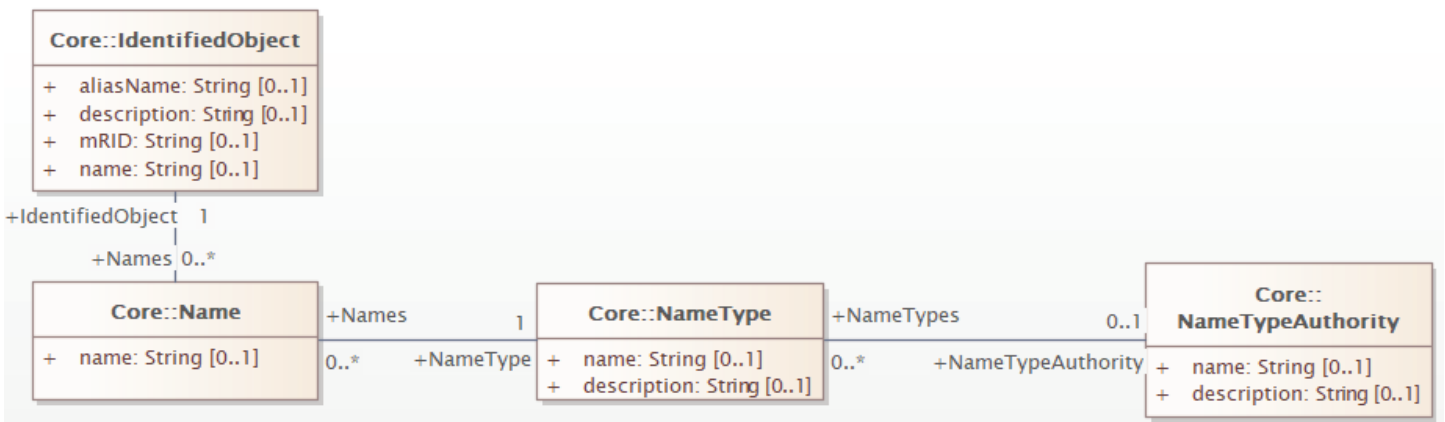 Core::IdentifiedObject
+ aliasName: String [0..1]
+ description: String [0..1]
+ mRID: String [0..1]
+ name: String [0..1]
+IdentifiedObject 1
+Names 0..*
Core::Name
+ name: String [0..1]
+Names 1
0..* +NameType
Core::NameType
+ name: String [0..1]
+ description: String [0..1]
+NameTypes 0..1
0..* +NameTypeAuthority
Core::
NameTypeAuthority
+ name: String [0..1]
+ description: String [0..1]